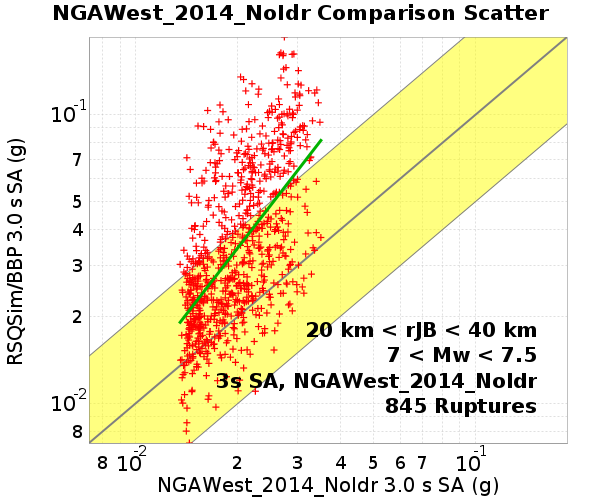 NGAWest_2014_NoIdr Comparison Scatter
RSQSim/BBP 3.0 s SA (g)
10-1
7
5
4
3
2
10-2
8
20 km < rJB < 40 km
7 < Mw < 7.5
3s SA, NGAWest_2014_NoIdr
845 Ruptures
8 10-2 2 3 4 5 6 7 10-1
NGAWest_2014_NoIdr 3.0 s SA (g)